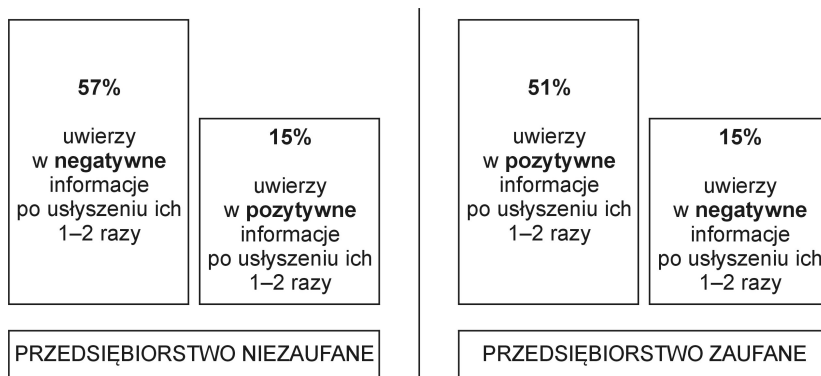 57%
uwierzy
w negatywne
informacje
po usłyszeniu ich
1–2 razy
15%
uwierzy
w pozytywne
informacje
po usłyszeniu ich
1–2 razy
PRZEDSIĘBIORSTWO NIEZAUFANE
51%
uwierzy
w pozytywne
informacje
po usłyszeniu ich
1–2 razy
15%
uwierzy
w negatywne
informacje
po usłyszeniu ich
1–2 razy
PRZEDSIĘBIORSTWO ZAUFANE